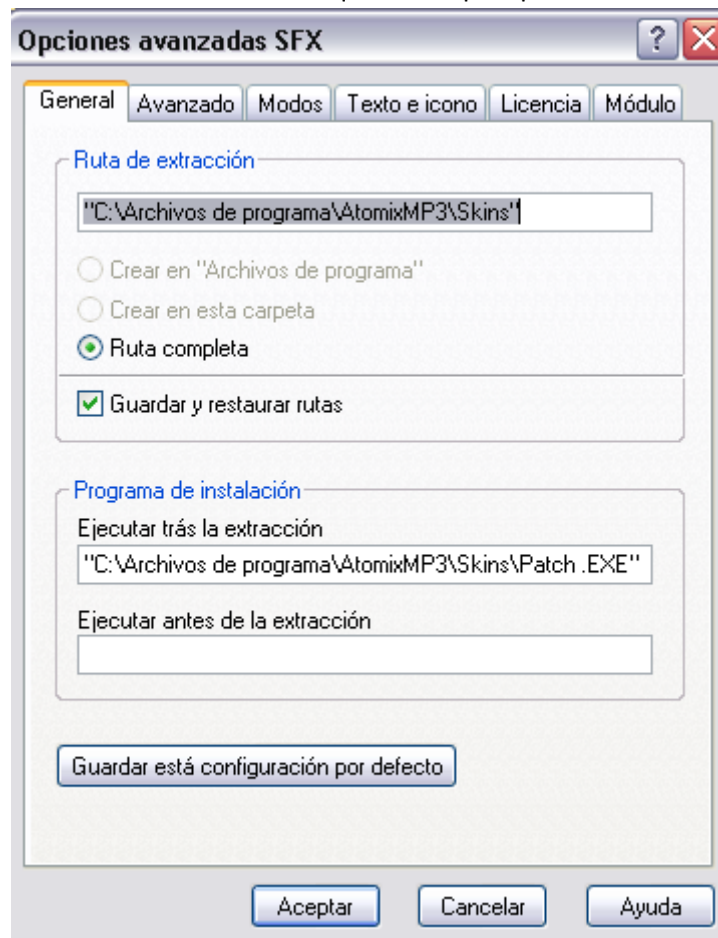 Opciones avanzadas SFX
General Avanzado Modos Texto e icono Licencia Módulo
Ruta de extracción
"C:\Archivos de programa\AtomixMP3\Skins"
Crear en "Archivos de programa"
Crear en esta carpeta
Ruta completa
Guardar y restaurar rutas
Programa de instalación
Ejecutar trás la extracción
"C:\Archivos de programa\AtomixMP3\Skins\Patch .EXE"
Ejecutar antes de la extracción
Guardar está configuración por defecto
Aceptar Cancelar Ayuda